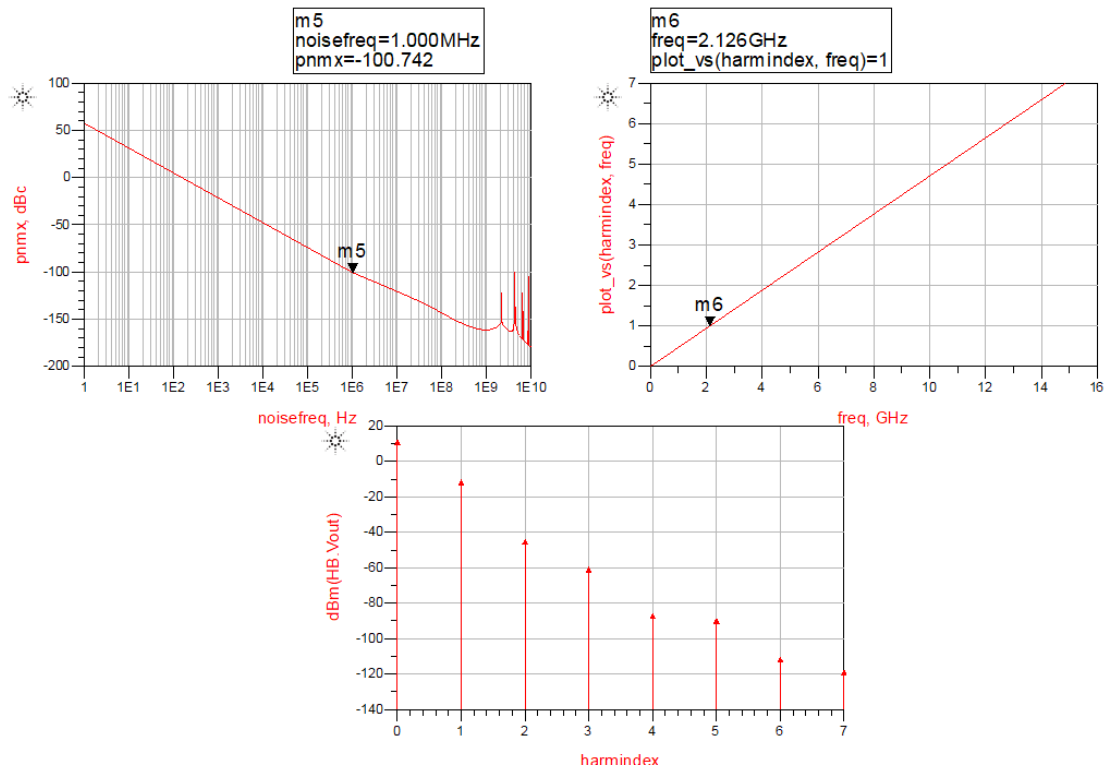 m5
noisefreq=1.000MHz
pnmx=-100.742
m6
freq=2.126GHz
plot_vs(harmindex, freq)=1
pnmx, dBc
100
50
0
-50
-100
-150
-200
m5
1
1E1
1E2
1E3
1E4
1E5
1E6
1E7
1E8
1E9
1E10
noisefreq, Hz
plot_vs(harmindex, freq)
7
6
5
4
3
2
1
0
m6
0
2
4
6
8
10
12
14
16
freq, GHz
dBm(HB.Vout)
20
0
-20
-40
-60
-80
-100
-120
-140
0
1
2
3
4
5
6
7
harmindex